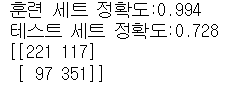 훈련 세트 정확도:0.994
테스트 세트 정확도:0.728
[[221 117]
 [ 97 351]]